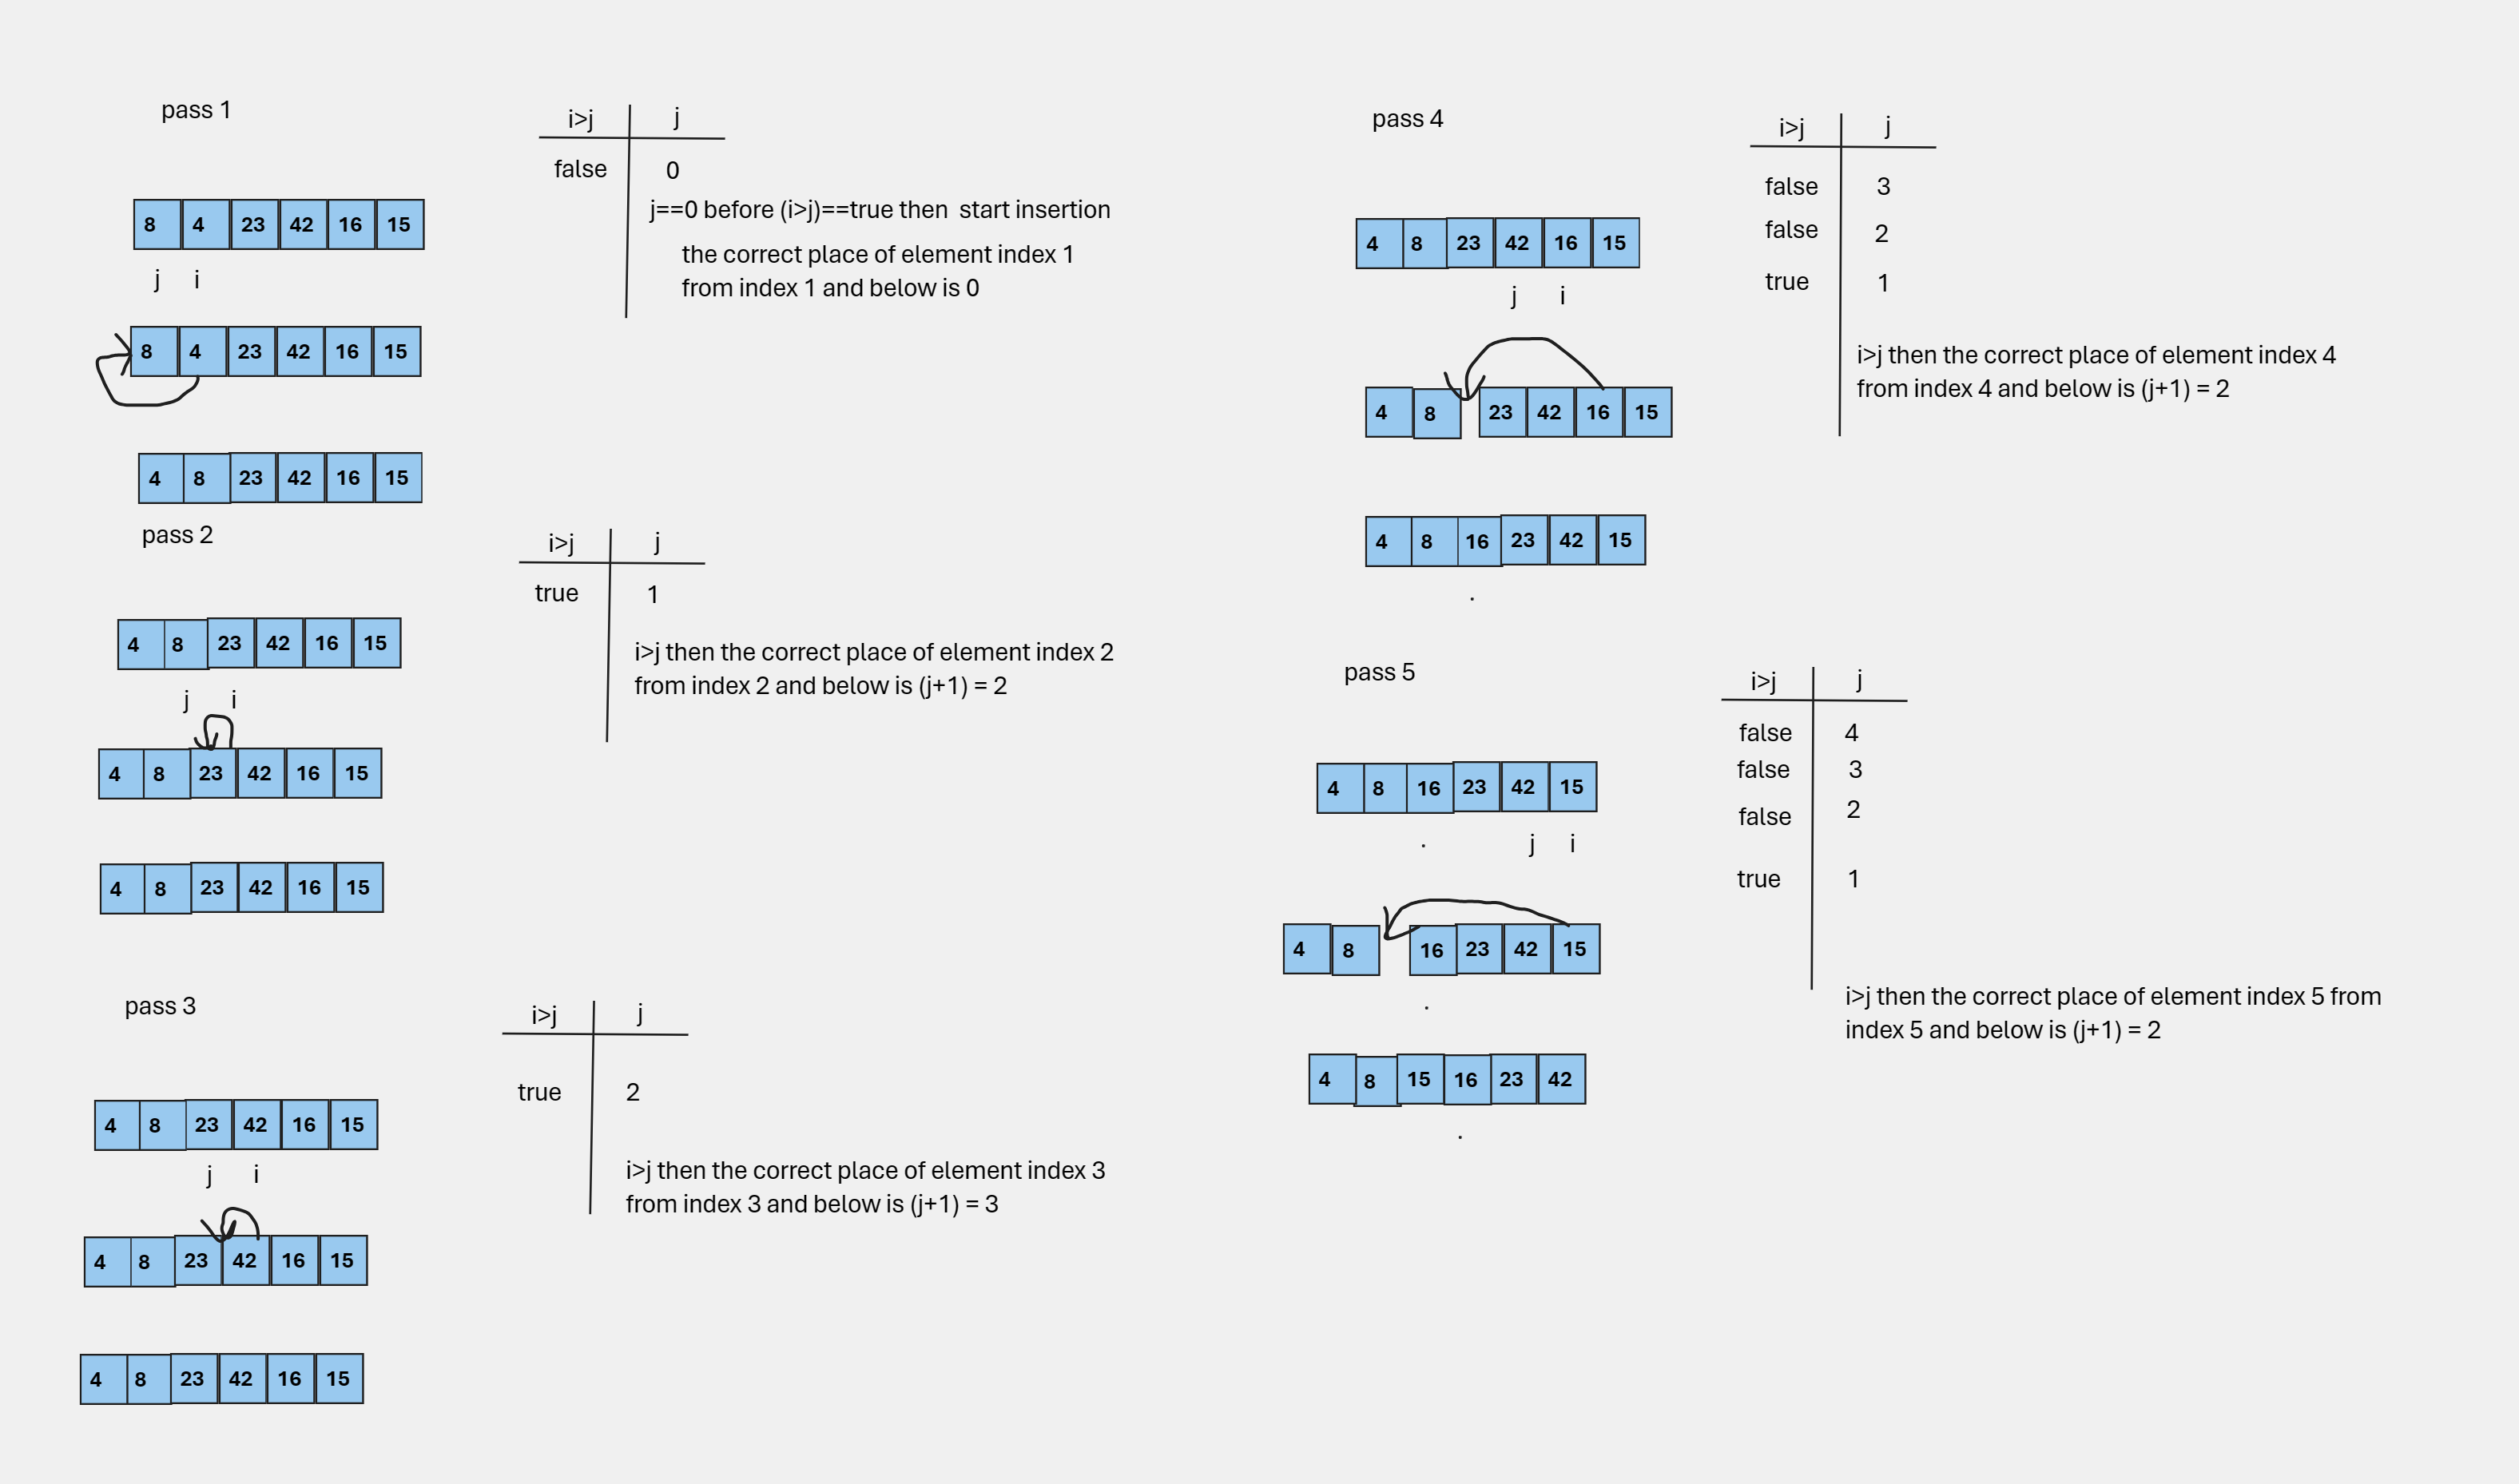 pass 1
i>j j
false 0
j==0 before (i>j)==true then start insertion
the correct place of element index 1
from index 1 and below is 0
8 4 23 42 16 15
j i
8 4 23 42 16 15
4 8 23 42 16 15
pass 2
i>j j
true 1
i>j then the correct place of element index 2
from index 2 and below is (j+1) = 2
4 8 23 42 16 15
j i
4 8 23 42 16 15
4 8 23 42 16 15
pass 3
i>j j
true 2
i>j then the correct place of element index 3
from index 3 and below is (j+1) = 3
4 8 23 42 16 15
j i
4 8 23 42 16 15
4 8 23 42 16 15
pass 4
i>j j
false 3
false 2
true 1
i>j then the correct place of element index 4
from index 4 and below is (j+1) = 2
4 8 23 42 16 15
j i
4 8 23 42 16 15
4 8 16 23 42 15
.
pass 5
i>j j
false 4
false 3
false 2
true 1
i>j then the correct place of element index 5 from
index 5 and below is (j+1) = 2
4 8 16 23 42 15
. j i
4 8 16 23 42 15
.
4 8 15 16 23 42
.